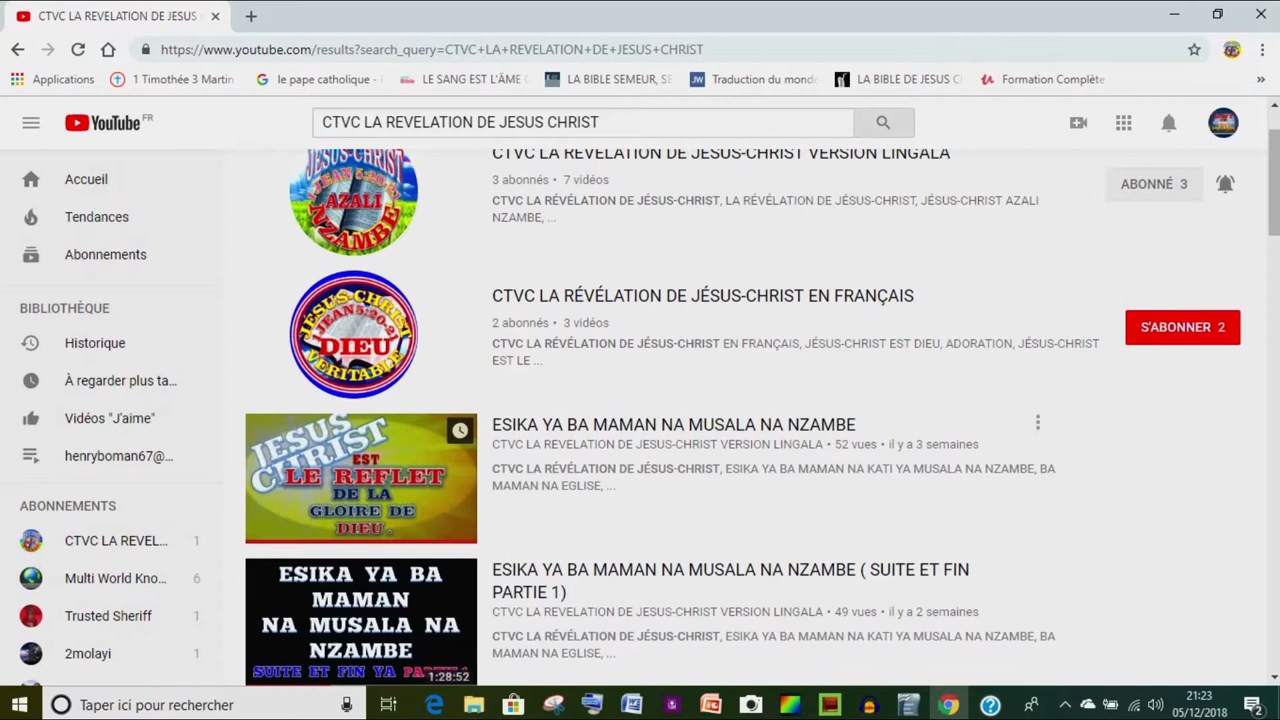 CTVC LA REVELATION DE JESUS
https://www.youtube.com/results?search_query=CTVC+LA+REVELATION+DE+JESUS+CHRIST
Applications
1 Timothée 3 Martin
le pape catholique -
LE SANG EST L'ÂME
LA BIBLE SEMEUR, SE
JW
Traduction du monde
LA BIBLE DE JESUS C
Formation Complète
»
YouTube FR
CTVC LA REVELATION DE JESUS CHRIST
Accueil
Tendances
Abonnements
BIBLIOTHÈQUE
Historique
À regarder plus ta...
Vidéos "J'aime"
henryboman67@...
ABONNEMENTS
CTVC LA REVEL... 1
Multi World Kno... 6
Trusted Sheriff 1
2molayi 1
JESUS-CHRIST
JEAN 5:20-2
AZALI
NZAMBE
CTVC LA REVELATION DE JESUS-CHRIST VERSION LINGALA
3 abonnés • 7 vidéos
CTVC LA RÉVÉLATION DE JÉSUS-CHRIST, LA RÉVÉLATION DE JÉSUS-CHRIST, JÉSUS-CHRIST AZALI
NZAMBE, ...
ABONNÉ 3
JESUS-CHRIST
JEAN 5:20-2
DIEU
VERITABLE
CTVC LA RÉVÉLATION DE JÉSUS-CHRIST EN FRANÇAIS
2 abonnés • 3 vidéos
CTVC LA RÉVÉLATION DE JÉSUS-CHRIST EN FRANÇAIS, JÉSUS-CHRIST EST DIEU, ADORATION, JÉSUS-CHRIST
EST LE ...
S'ABONNER 2
JESUS
CHRIST
EST
LE REFLET
DE LA
GLOIRE DE
DIEU .
ESIKA YA BA MAMAN NA MUSALA NA NZAMBE
CTVC LA REVELATION DE JESUS-CHRIST VERSION LINGALA • 52 vues • il y a 3 semaines
CTVC LA RÉVÉLATION DE JÉSUS-CHRIST, ESIKA YA BA MAMAN NA KATI YA MUSALA NA NZAMBE, BA
MAMAN NA EGLISE, ...
ESIKA YA BA
MAMAN
NA MUSALA NA
NZAMBE
SUITE ET FIN YA
1:28:52
ESIKA YA BA MAMAN NA MUSALA NA NZAMBE ( SUITE ET FIN
PARTIE 1)
CTVC LA REVELATION DE JESUS-CHRIST VERSION LINGALA • 49 vues • il y a 2 semaines
CTVC LA RÉVÉLATION DE JÉSUS-CHRIST, ESIKA YA BA MAMAN NA KATI YA MUSALA NA NZAMBE, BA
MAMAN NA EGLISE, ...
Taper ici pour rechercher
21:23
05/12/2018
2